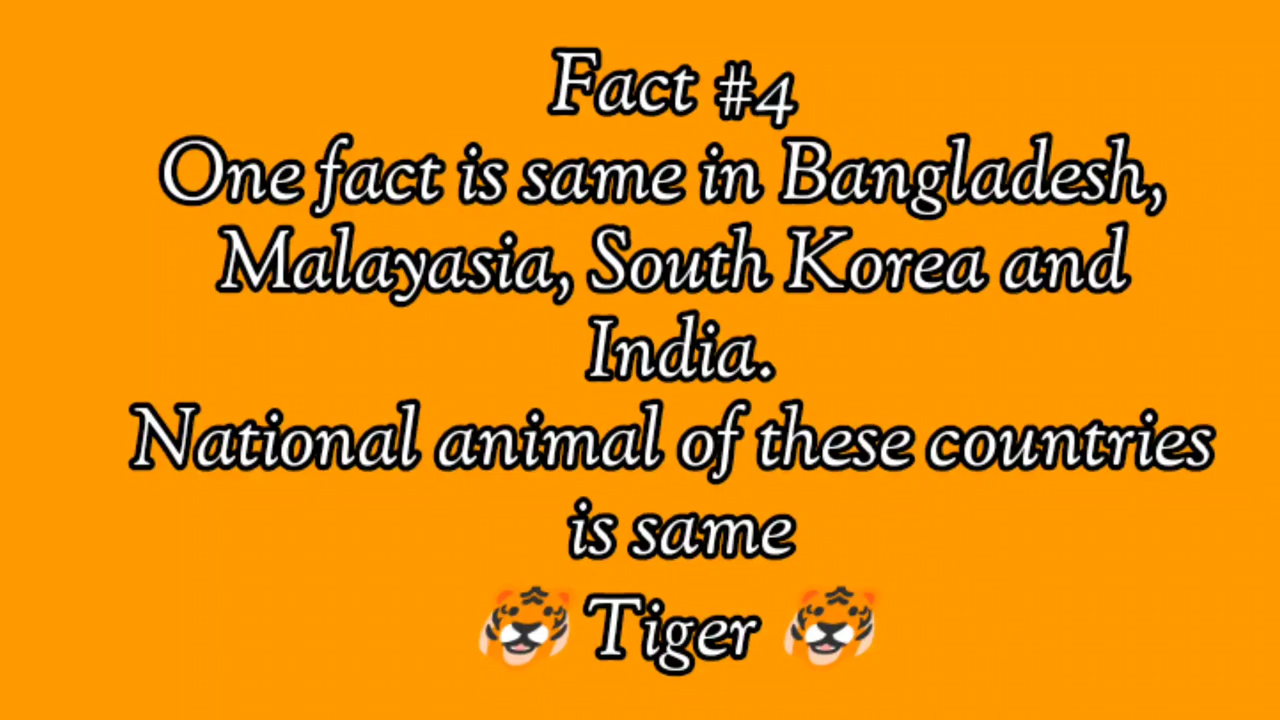 Fact #4
One fact is same in Bangladesh,
Malayasia, South Korea and
India.
National animal of these countries
is same
🐯 Tiger 🐯